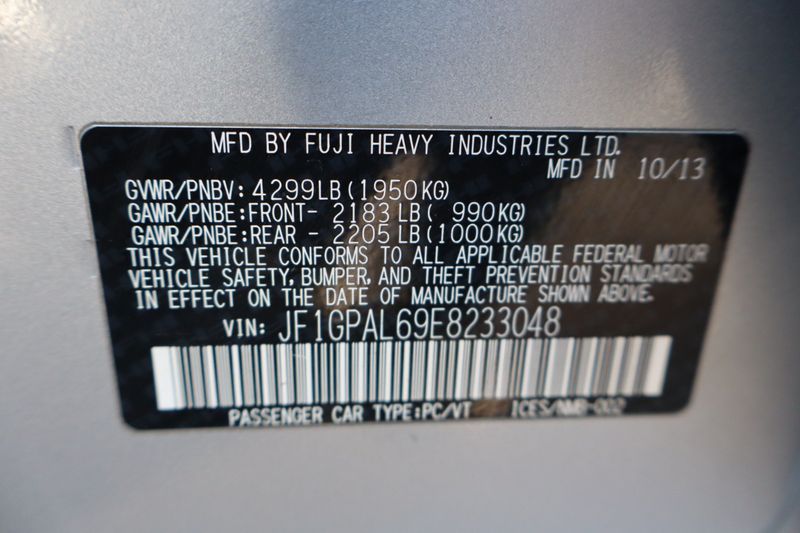 MFD BY FUJI HEAVY INDUSTRIES LTD.
MFD IN 10/13
GVWR/PNBV: 4299LB (1950KG)
GAWR/PNBE:FRONT- 2183 LB ( 990KG)
GAWR/PNBE:REAR - 2205 LB (1000KG)
THIS VEHICLE CONFORMS TO ALL APPLICABLE FEDERAL MOTOR
VEHICLE SAFETY, BUMPER, AND THEFT PREVENTION STANDARDS
IN EFFECT ON THE DATE OF MANUFACTURE SHOWN ABOVE.
VIN: JF1GPAL69E8233048
PASSENGER CAR TYPE:PC/VT ICES/NMB-002